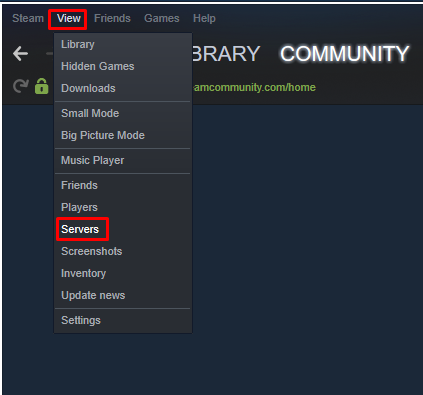 Steam View Friends Games Help
BRARY COMMUNITY
amcommunity.com/home
Library
Hidden Games
Downloads
Small Mode
Big Picture Mode
Music Player
Friends
Players
Servers
Screenshots
Inventory
Update news
Settings